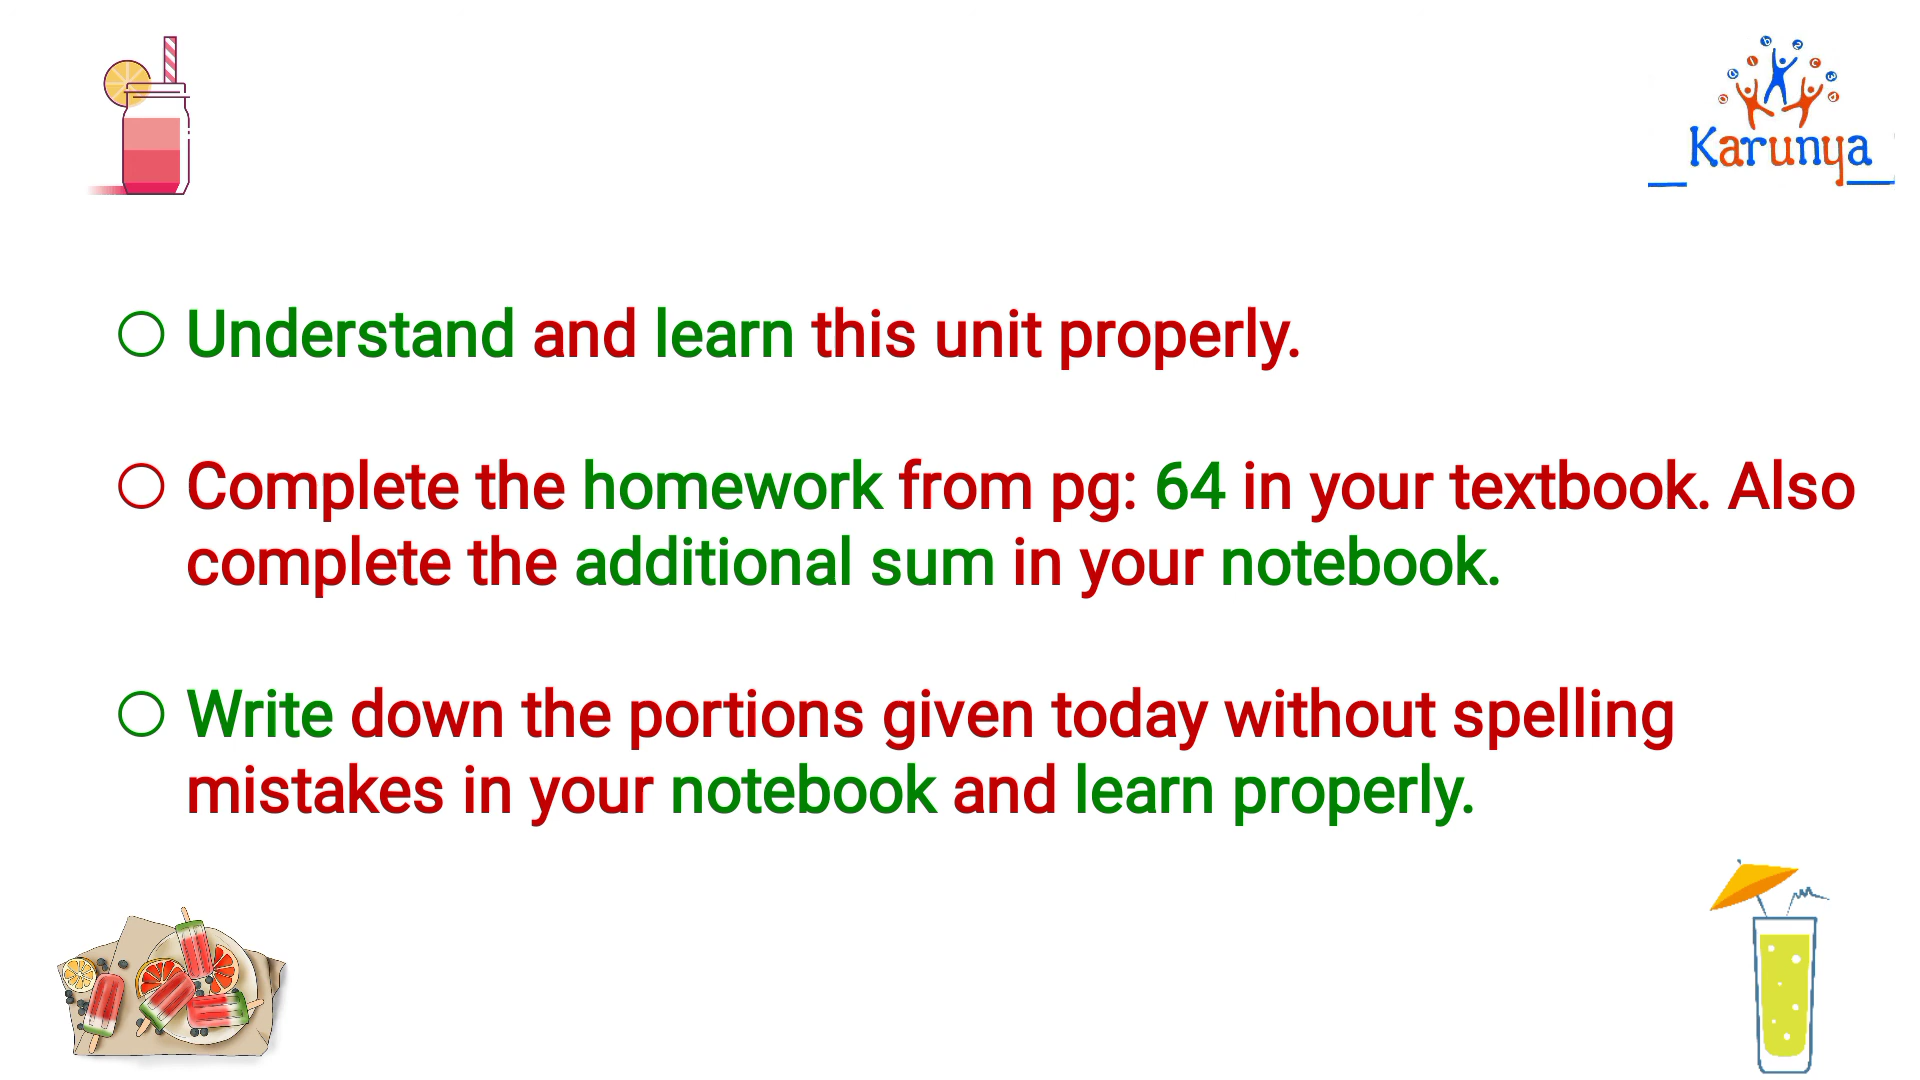 Karunya
Understand and learn this unit properly.
Complete the homework from pg: 64 in your textbook. Also
complete the additional sum in your notebook.
Write down the portions given today without spelling
mistakes in your notebook and learn properly.